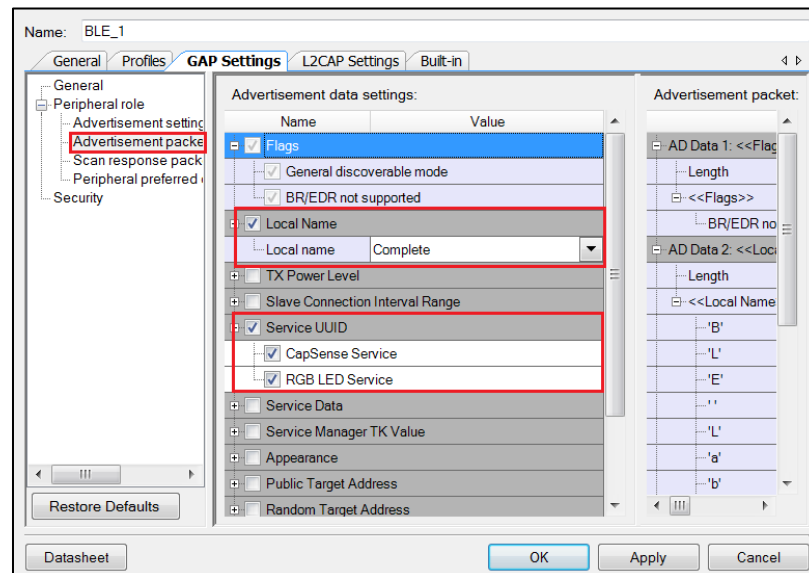 Name: BLE_1
General Profiles GAP Settings L2CAP Settings Built-in
General
Peripheral role
Advertisement setting
Advertisement packe
Scan response pack
Peripheral preferred
Security
Restore Defaults
Advertisement data settings:
Name Value
Flags
General discoverable mode
BR/EDR not supported
Local Name
Local name Complete
TX Power Level
Slave Connection Interval Range
Service UUID
CapSense Service
RGB LED Service
Service Data
Service Manager TK Value
Appearance
Public Target Address
Random Target Address
Advertisement packet:
AD Data 1: <<Flag
Length
<<Flags>>
BR/EDR no
AD Data 2: <<Loc
Length
<<Local Name
'B'
'L'
'E'
' '
'L'
'a'
'b'
Datasheet OK Apply Cancel